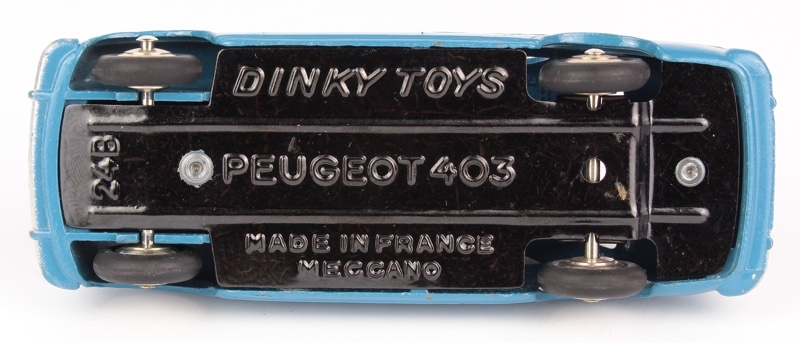 DINKY TOYS
24B
PEUGEOT 403
MADE IN FRANCE
MECCANO